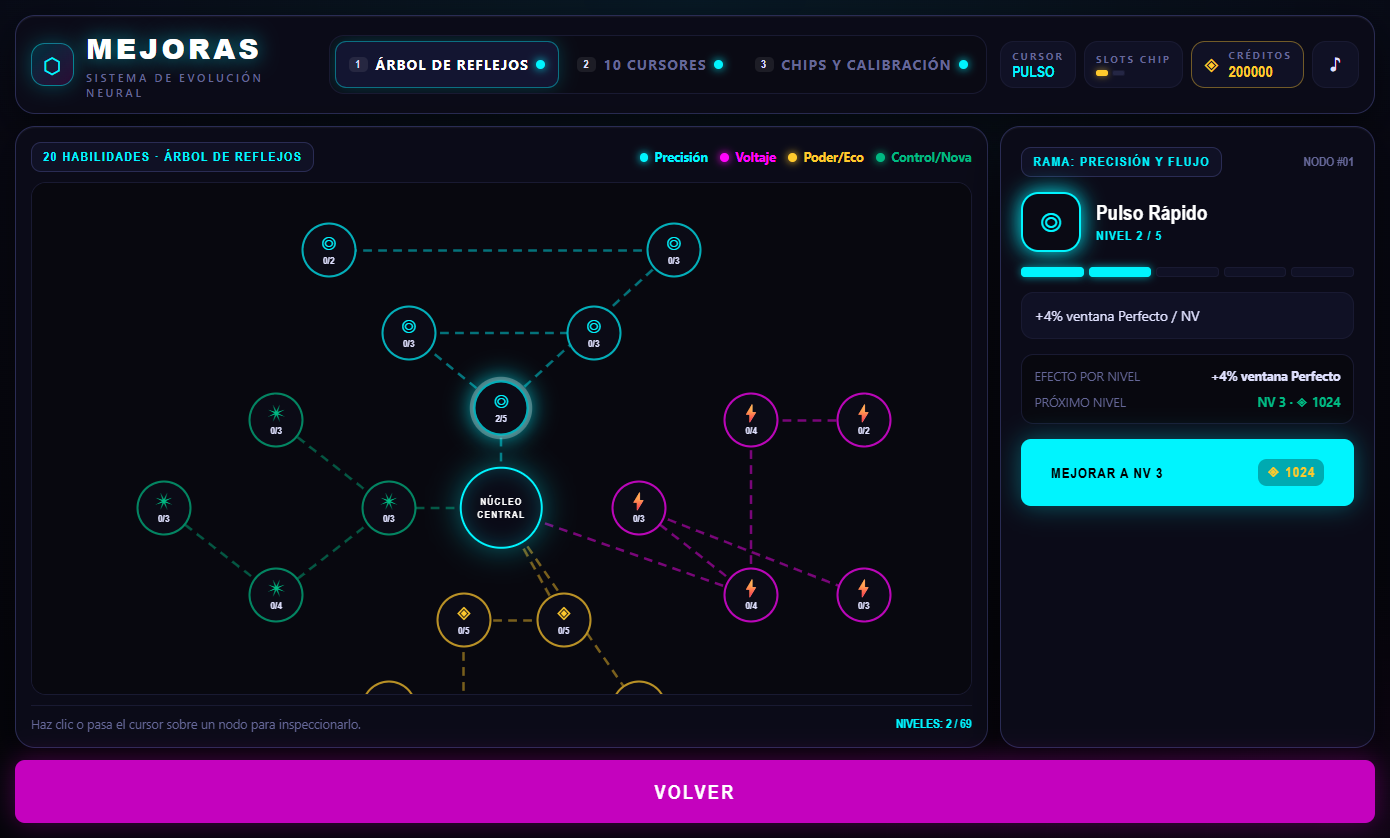 MEJORAS
SISTEMA DE EVOLUCIÓN
NEURAL
1 ÁRBOL DE REFLEJOS
2 10 CURSORES
3 CHIPS Y CALIBRACIÓN
CURSOR
PULSO
SLOTS CHIP
CRÉDITOS
200000
20 HABILIDADES · ÁRBOL DE REFLEJOS
Precisión
Voltaje
Poder/Eco
Control/Nova
0/2
0/3
0/3
0/3
2/5
0/3
0/4
0/2
NÚCLEO
CENTRAL
0/3
0/3
0/3
0/4
0/4
0/3
0/5
0/5
Haz clic o pasa el cursor sobre un nodo para inspeccionarlo.
NIVELES: 2 / 69
RAMA: PRECISIÓN Y FLUJO
NODO #01
Pulso Rápido
NIVEL 2 / 5
+4% ventana Perfecto / NV
EFECTO POR NIVEL
+4% ventana Perfecto
PRÓXIMO NIVEL
NV 3 · ◈ 1024
MEJORAR A NV 3
◈ 1024
VOLVER